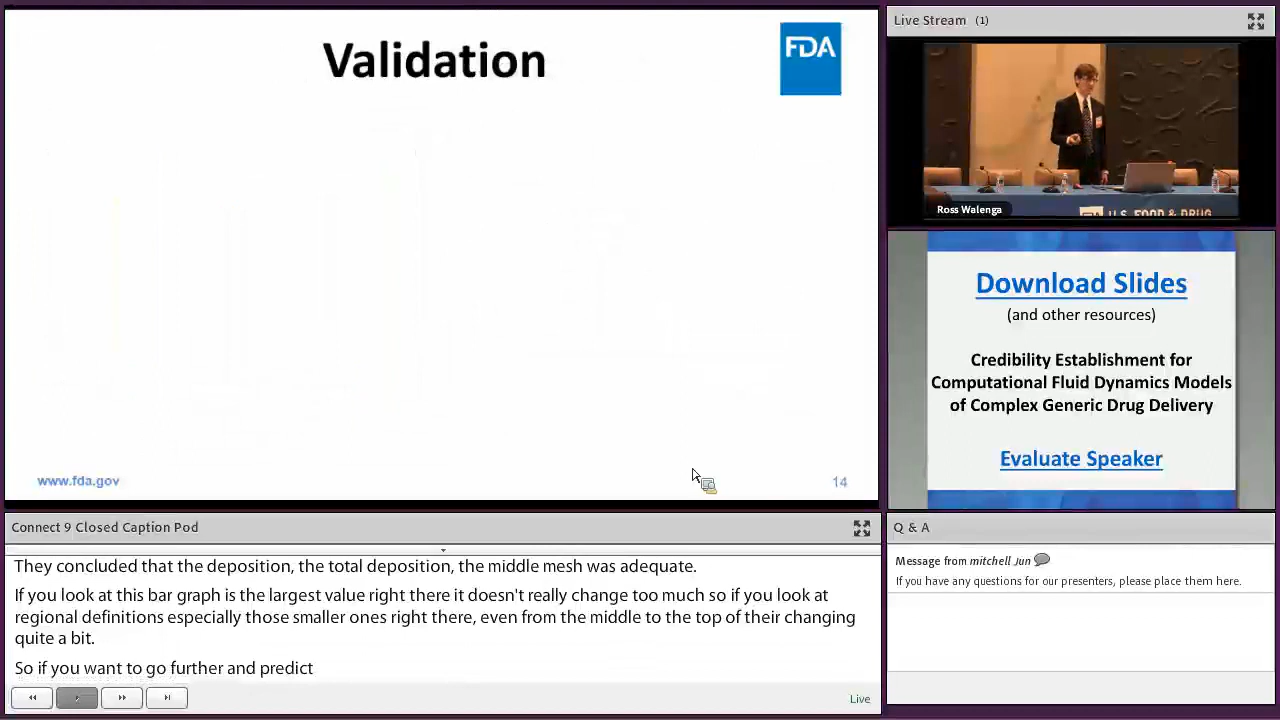 Validation
FDA
www.fda.gov
14
Live Stream (1)
Ross Walenga
U.S. FOOD & DRUG
Download Slides
(and other resources)
Credibility Establishment for
Computational Fluid Dynamics Models
of Complex Generic Drug Delivery
Evaluate Speaker
Connect 9 Closed Caption Pod
They concluded that the deposition, the total deposition, the middle mesh was adequate.
If you look at this bar graph is the largest value right there it doesn't really change too much so if you look at
regional definitions especially those smaller ones right there, even from the middle to the top of their changing
quite a bit.
So if you want to go further and predict
Live
Q & A
Message from mitchell Jun
If you have any questions for our presenters, please place them here.